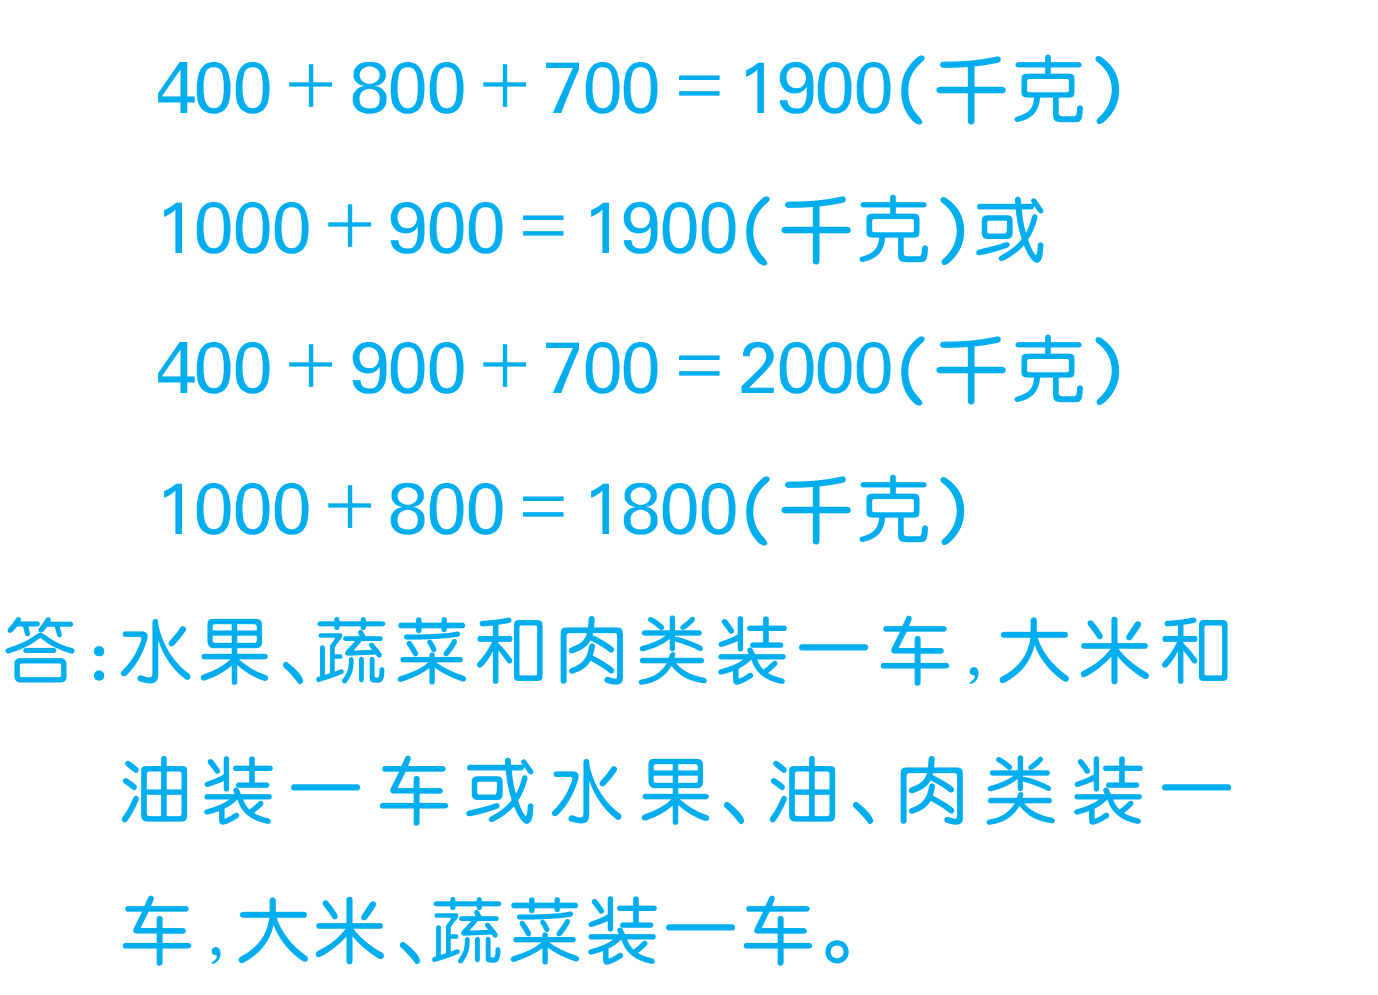 400+800+700=1900(千克)
1000+900=1900(千克)或
400+900+700=2000(千克)
1000+800=1800(千克)
答:水果、蔬菜和肉类装一车,大米和
油装一车或水果、油、肉类装一
车,大米、蔬菜装一车。